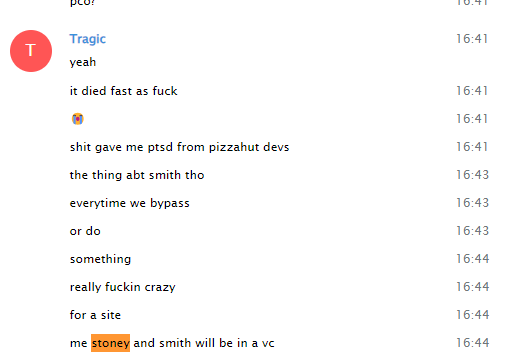 pco?
16:41
T
Tragic
16:41
yeah
it died fast as fuck
16:41
😭
16:41
shit gave me ptsd from pizzahut devs
16:41
the thing abt smith tho
16:43
everytime we bypass
16:43
or do
16:43
something
16:44
really fuckin crazy
16:44
for a site
16:44
me stoney and smith will be in a vc
16:44